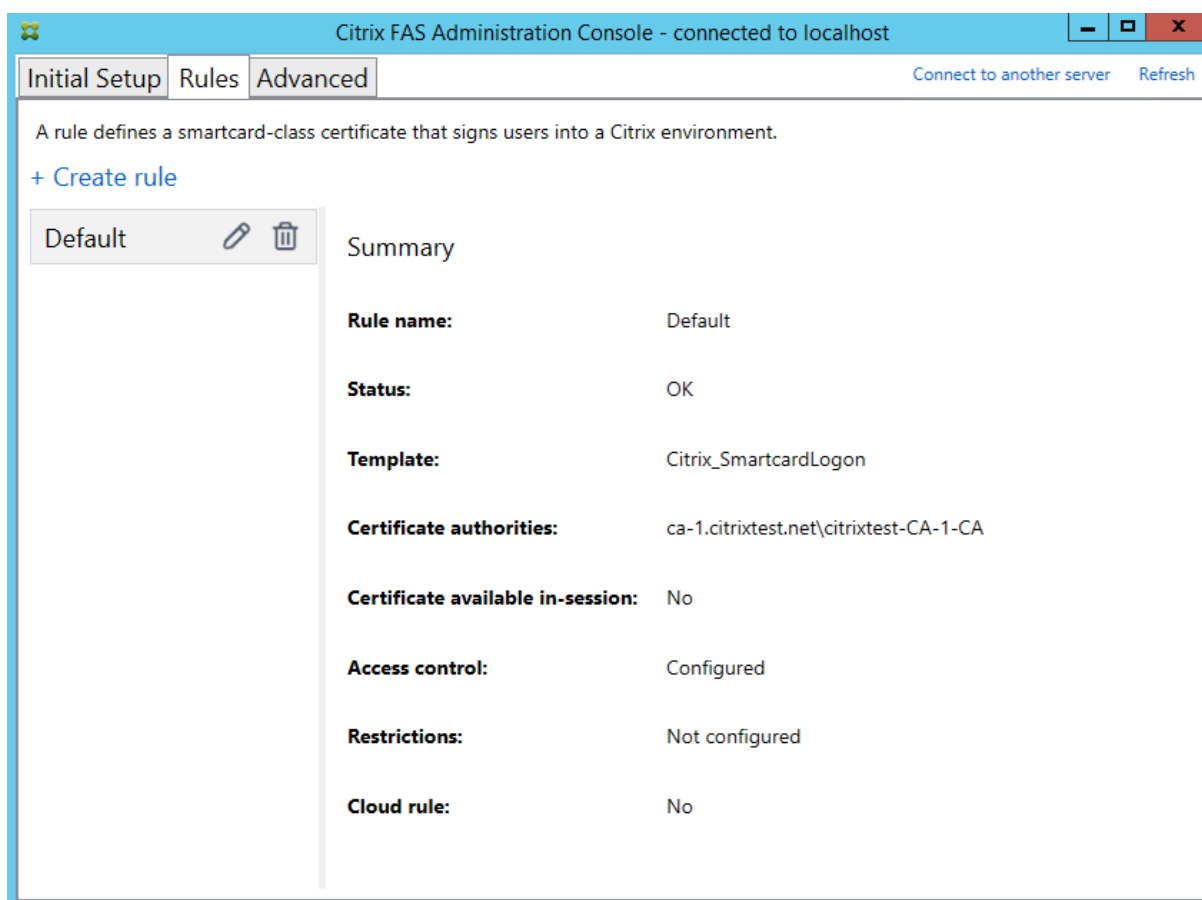 Citrix FAS Administration Console - connected to localhost
Initial Setup Rules Advanced Connect to another server Refresh
A rule defines a smartcard-class certificate that signs users into a Citrix environment.
+ Create rule
Default
Summary
Rule name: Default
Status: OK
Template: Citrix_SmartcardLogon
Certificate authorities: ca-1.citrixtest.net\citrixtest-CA-1-CA
Certificate available in-session: No
Access control: Configured
Restrictions: Not configured
Cloud rule: No